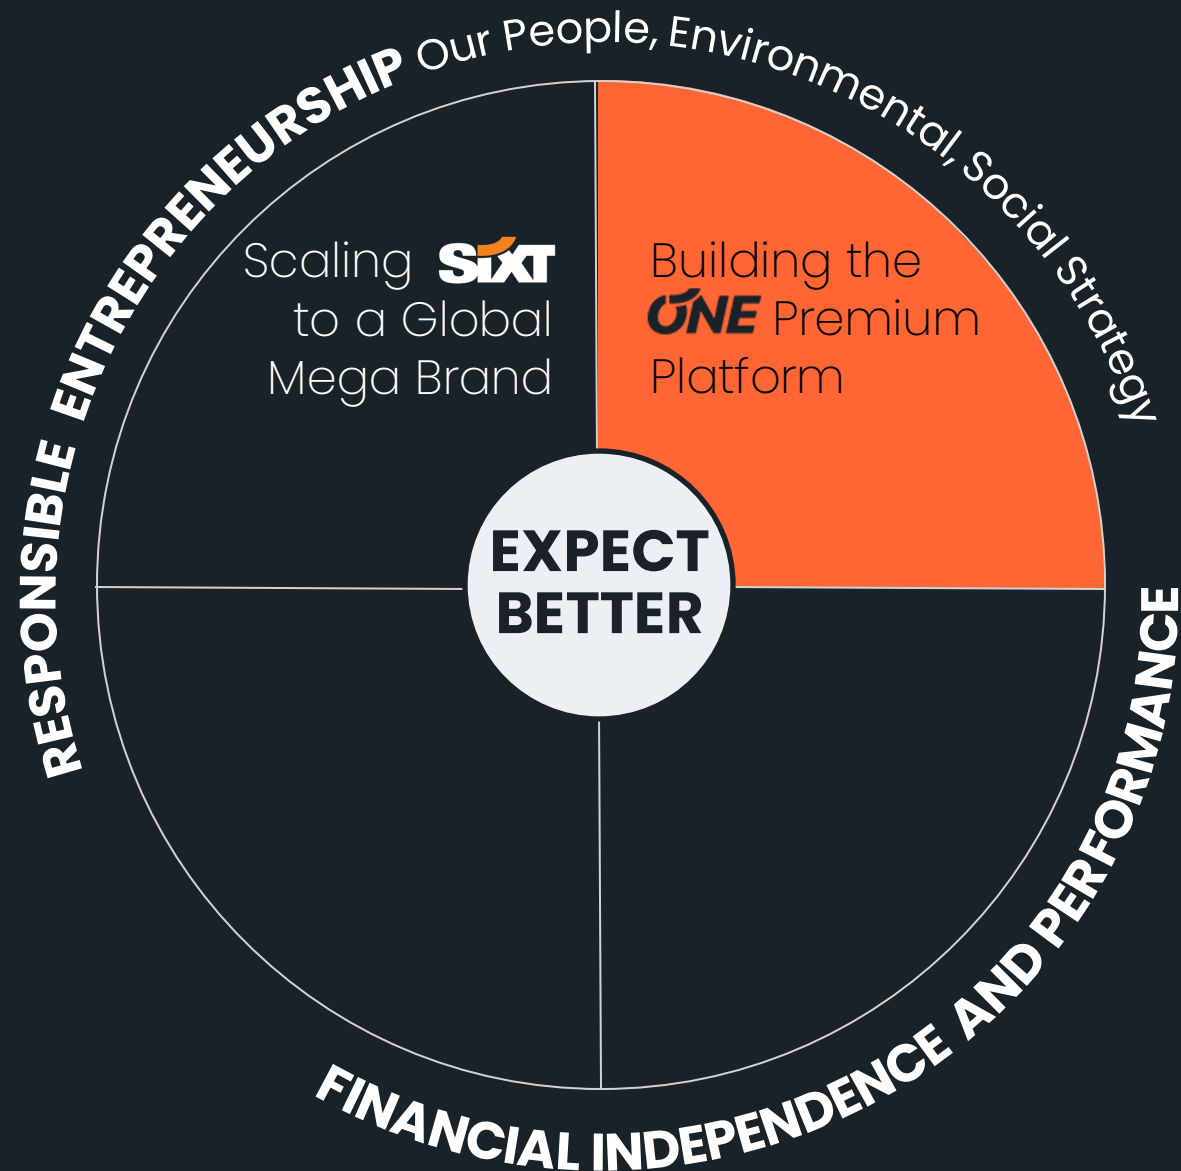 RESPONSIBLE ENTREPRENEURSHIP Our People, Environmental, Social Strategy
Scaling SIXT
to a Global
Mega Brand
Building the
ONE Premium
Platform
EXPECT
BETTER
FINANCIAL INDEPENDENCE AND PERFORMANCE